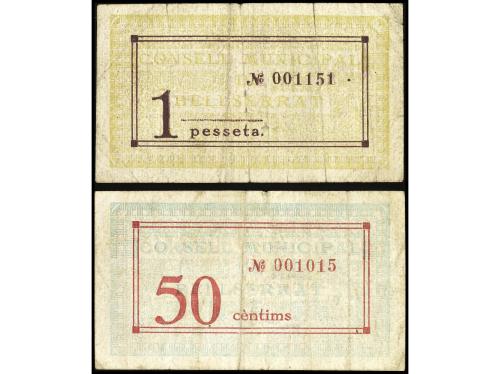 CONSELL MUNICIPAL
№ 001151
1 pesseta.
CONSELL MUNICIPAL
№ 001015
50 cèntims